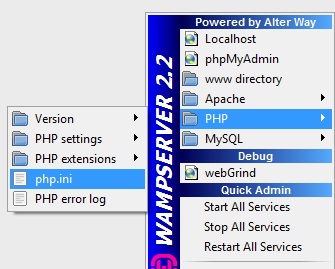 Powered by Alter Way
Localhost
phpMyAdmin
www directory
Apache
PHP
MySQL
Debug
webGrind
Quick Admin
Start All Services
Stop All Services
Restart All Services
WAMPSERVER 2.2
Version
PHP settings
PHP extensions
php.ini
PHP error log